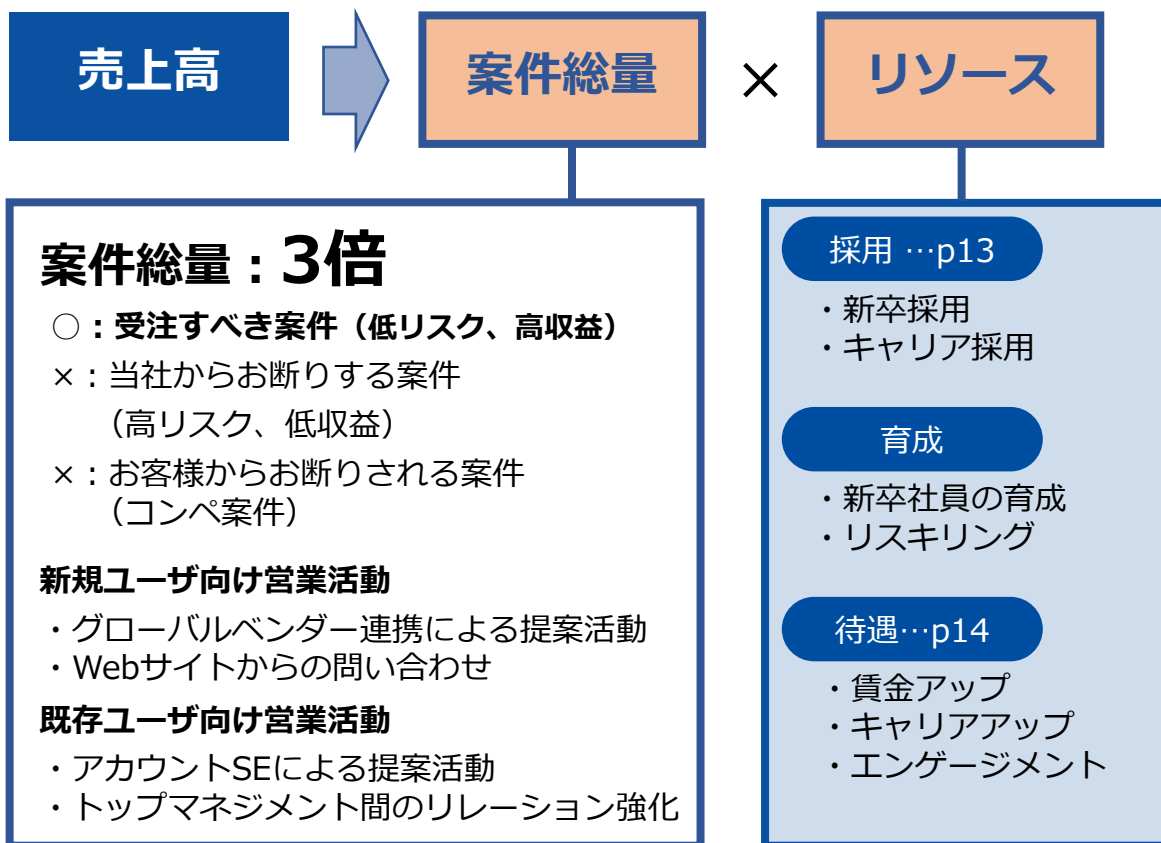 売上高
案件総量
×
リソース
案件総量：3倍
○：受注すべき案件（低リスク、高収益）
×：当社からお断りする案件
（高リスク、低収益）
×：お客様からお断りされる案件
（コンペ案件）
新規ユーザ向け営業活動
・グローバルベンダー連携による提案活動
・Webサイトからの問い合わせ
既存ユーザ向け営業活動
・アカウントSEによる提案活動
・トップマネジメント間のリレーション強化
採用 …p13
・新卒採用
・キャリア採用
育成
・新卒社員の育成
・リスキリング
待遇…p14
・賃金アップ
・キャリアアップ
・エンゲージメント